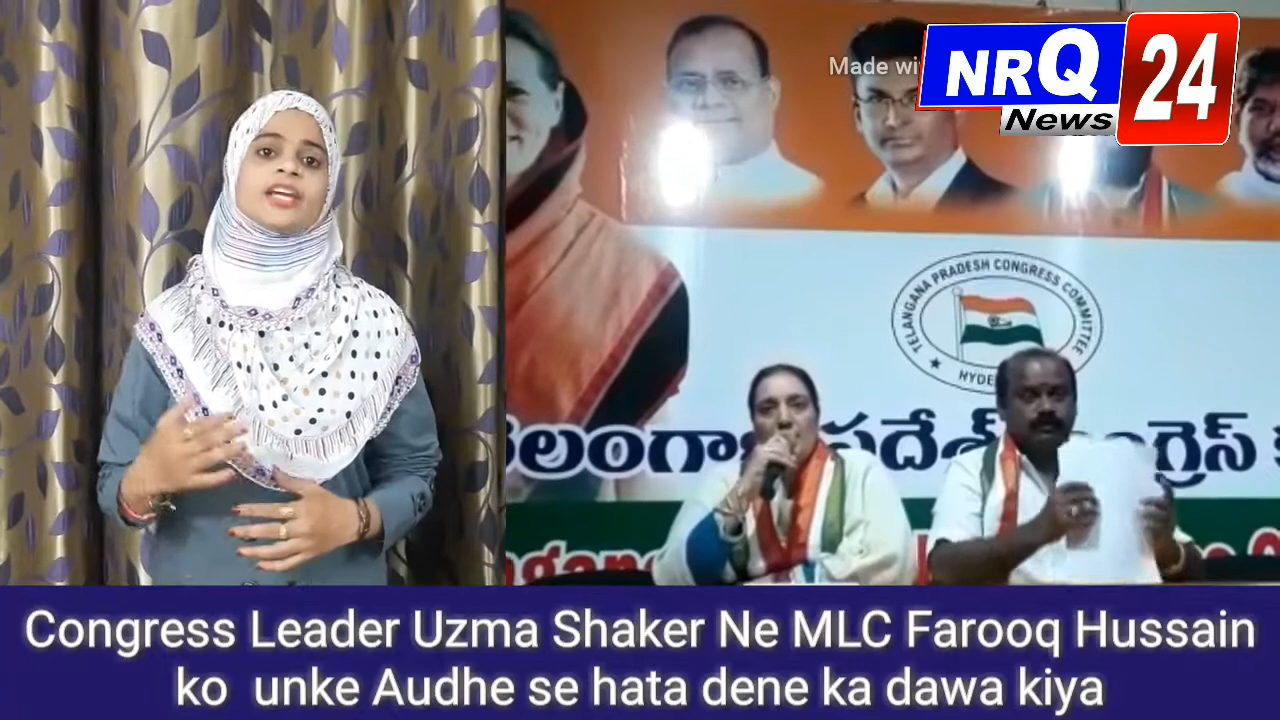 Made wi
NRQ
News
24
TELANGANA PRADESH CONGRESS COMMITTEE
Congress Leader Uzma Shaker Ne MLC Farooq Hussain
ko unke Audhe se hata dene ka dawa kiya